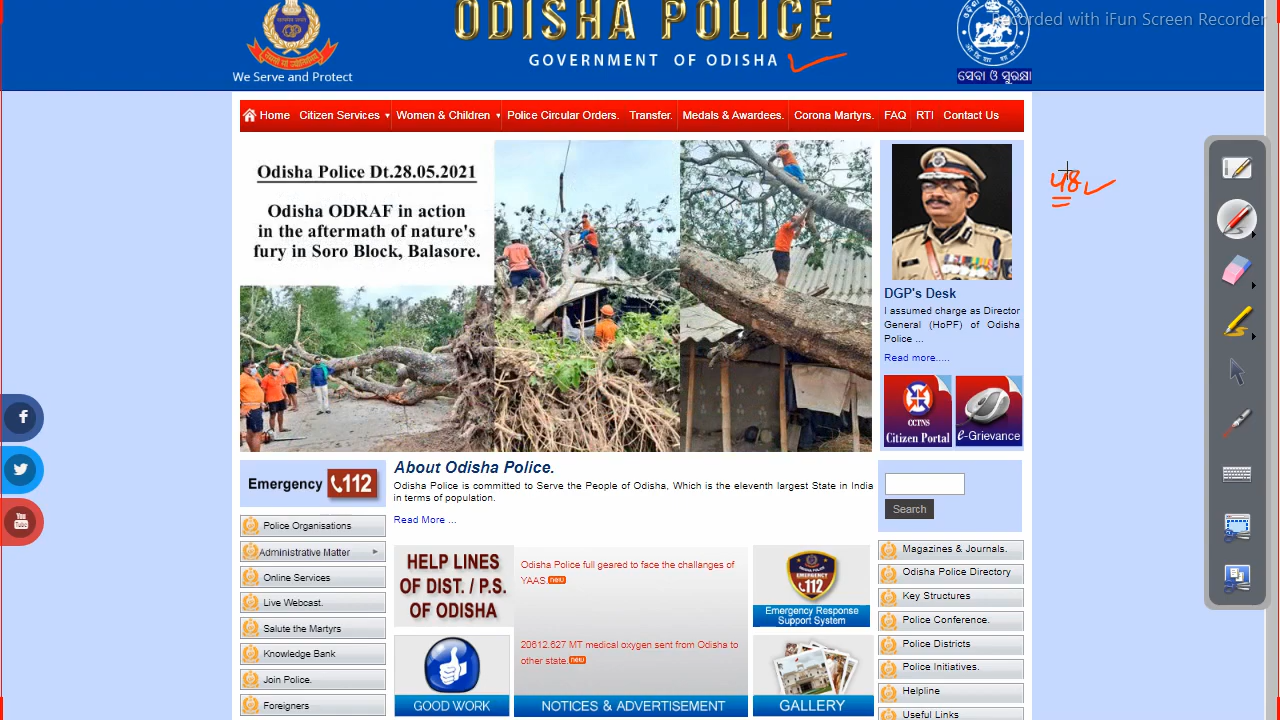 Recorded with iFun Screen Recorder
ODISHA POLICE
GOVERNMENT OF ODISHA
We Serve and Protect
ସେବା ଓ ସୁରକ୍ଷା
Home Citizen Services Women & Children Police Circular Orders. Transfer. Medals & Awardees. Corona Martyrs. FAQ RTI Contact Us
Odisha Police Dt.28.05.2021
Odisha ODRAF in action
in the aftermath of nature's
fury in Soro Block, Balasore.
48
DGP's Desk
I assumed charge as Director
General (HoPF) of Odisha
Police ...
Read more.....
CCTNS
Citizen Portal
e-Grievance
Emergency 112
About Odisha Police.
Odisha Police is committed to Serve the People of Odisha, Which is the eleventh largest State in India
in terms of population.
Read More ...
Search
Police Organisations
Administrative Matter
Online Services
Live Webcast.
Salute the Martyrs
Knowledge Bank
Join Police.
Foreigners
HELP LINES
OF DIST. / P.S.
OF ODISHA
GOOD WORK
Odisha Police full geared to face the challanges of
YAAS new
20612.627 MT medical oxygen sent from Odisha to
other state. new
NOTICES & ADVERTISEMENT
EMERGENCY
112
Emergency Response
Support System
GALLERY
Magazines & Journals.
Odisha Police Directory
Key Structures
Police Conference.
Police Districts
Police Initiatives.
Helpline
Useful Links